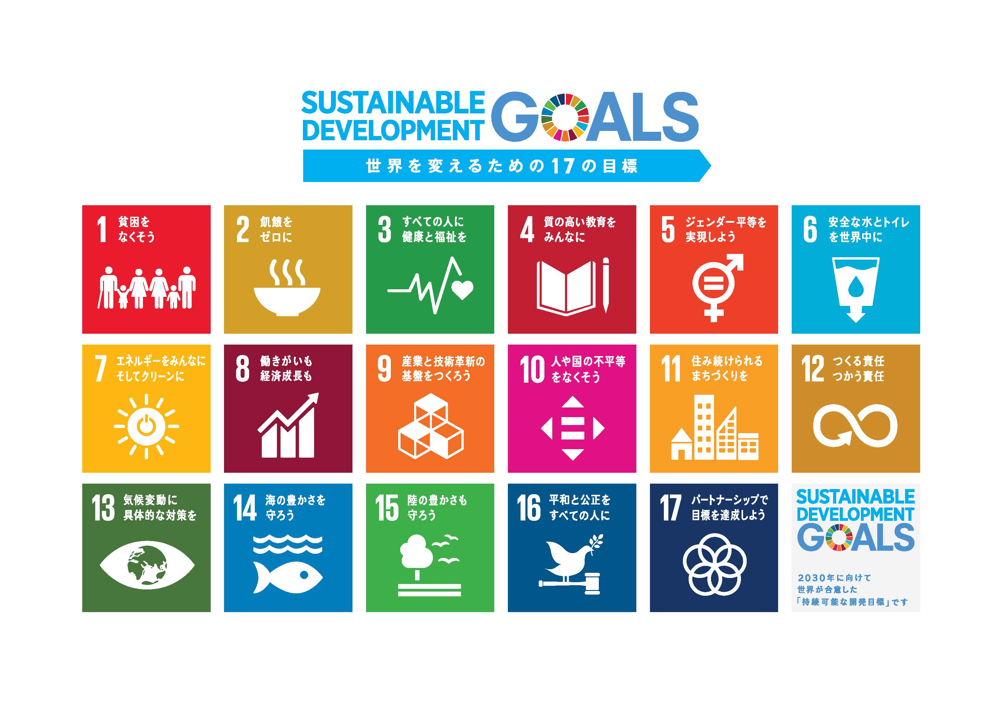 SUSTAINABLE
DEVELOPMENT
GOALS
世界を変えるための17の目標
1
貧困を
なくそう
2
飢餓を
ゼロに
3
すべての人に
健康と福祉を
4
質の高い教育を
みんなに
5
ジェンダー平等を
実現しよう
6
安全な水とトイレ
を世界中に
7
エネルギーをみんなに
そしてクリーンに
8
働きがいも
経済成長も
9
産業と技術革新の
基盤をつくろう
10
人や国の不平等
をなくそう
11
住み続けられる
まちづくりを
12
つくる責任
つかう責任
13
気候変動に
具体的な対策を
14
海の豊かさを
守ろう
15
陸の豊かさも
守ろう
16
平和と公正を
すべての人に
17
パートナーシップで
目標を達成しよう
SUSTAINABLE
DEVELOPMENT
GOALS
2030年に向けて
世界が合意した
「持続可能な開発目標」です